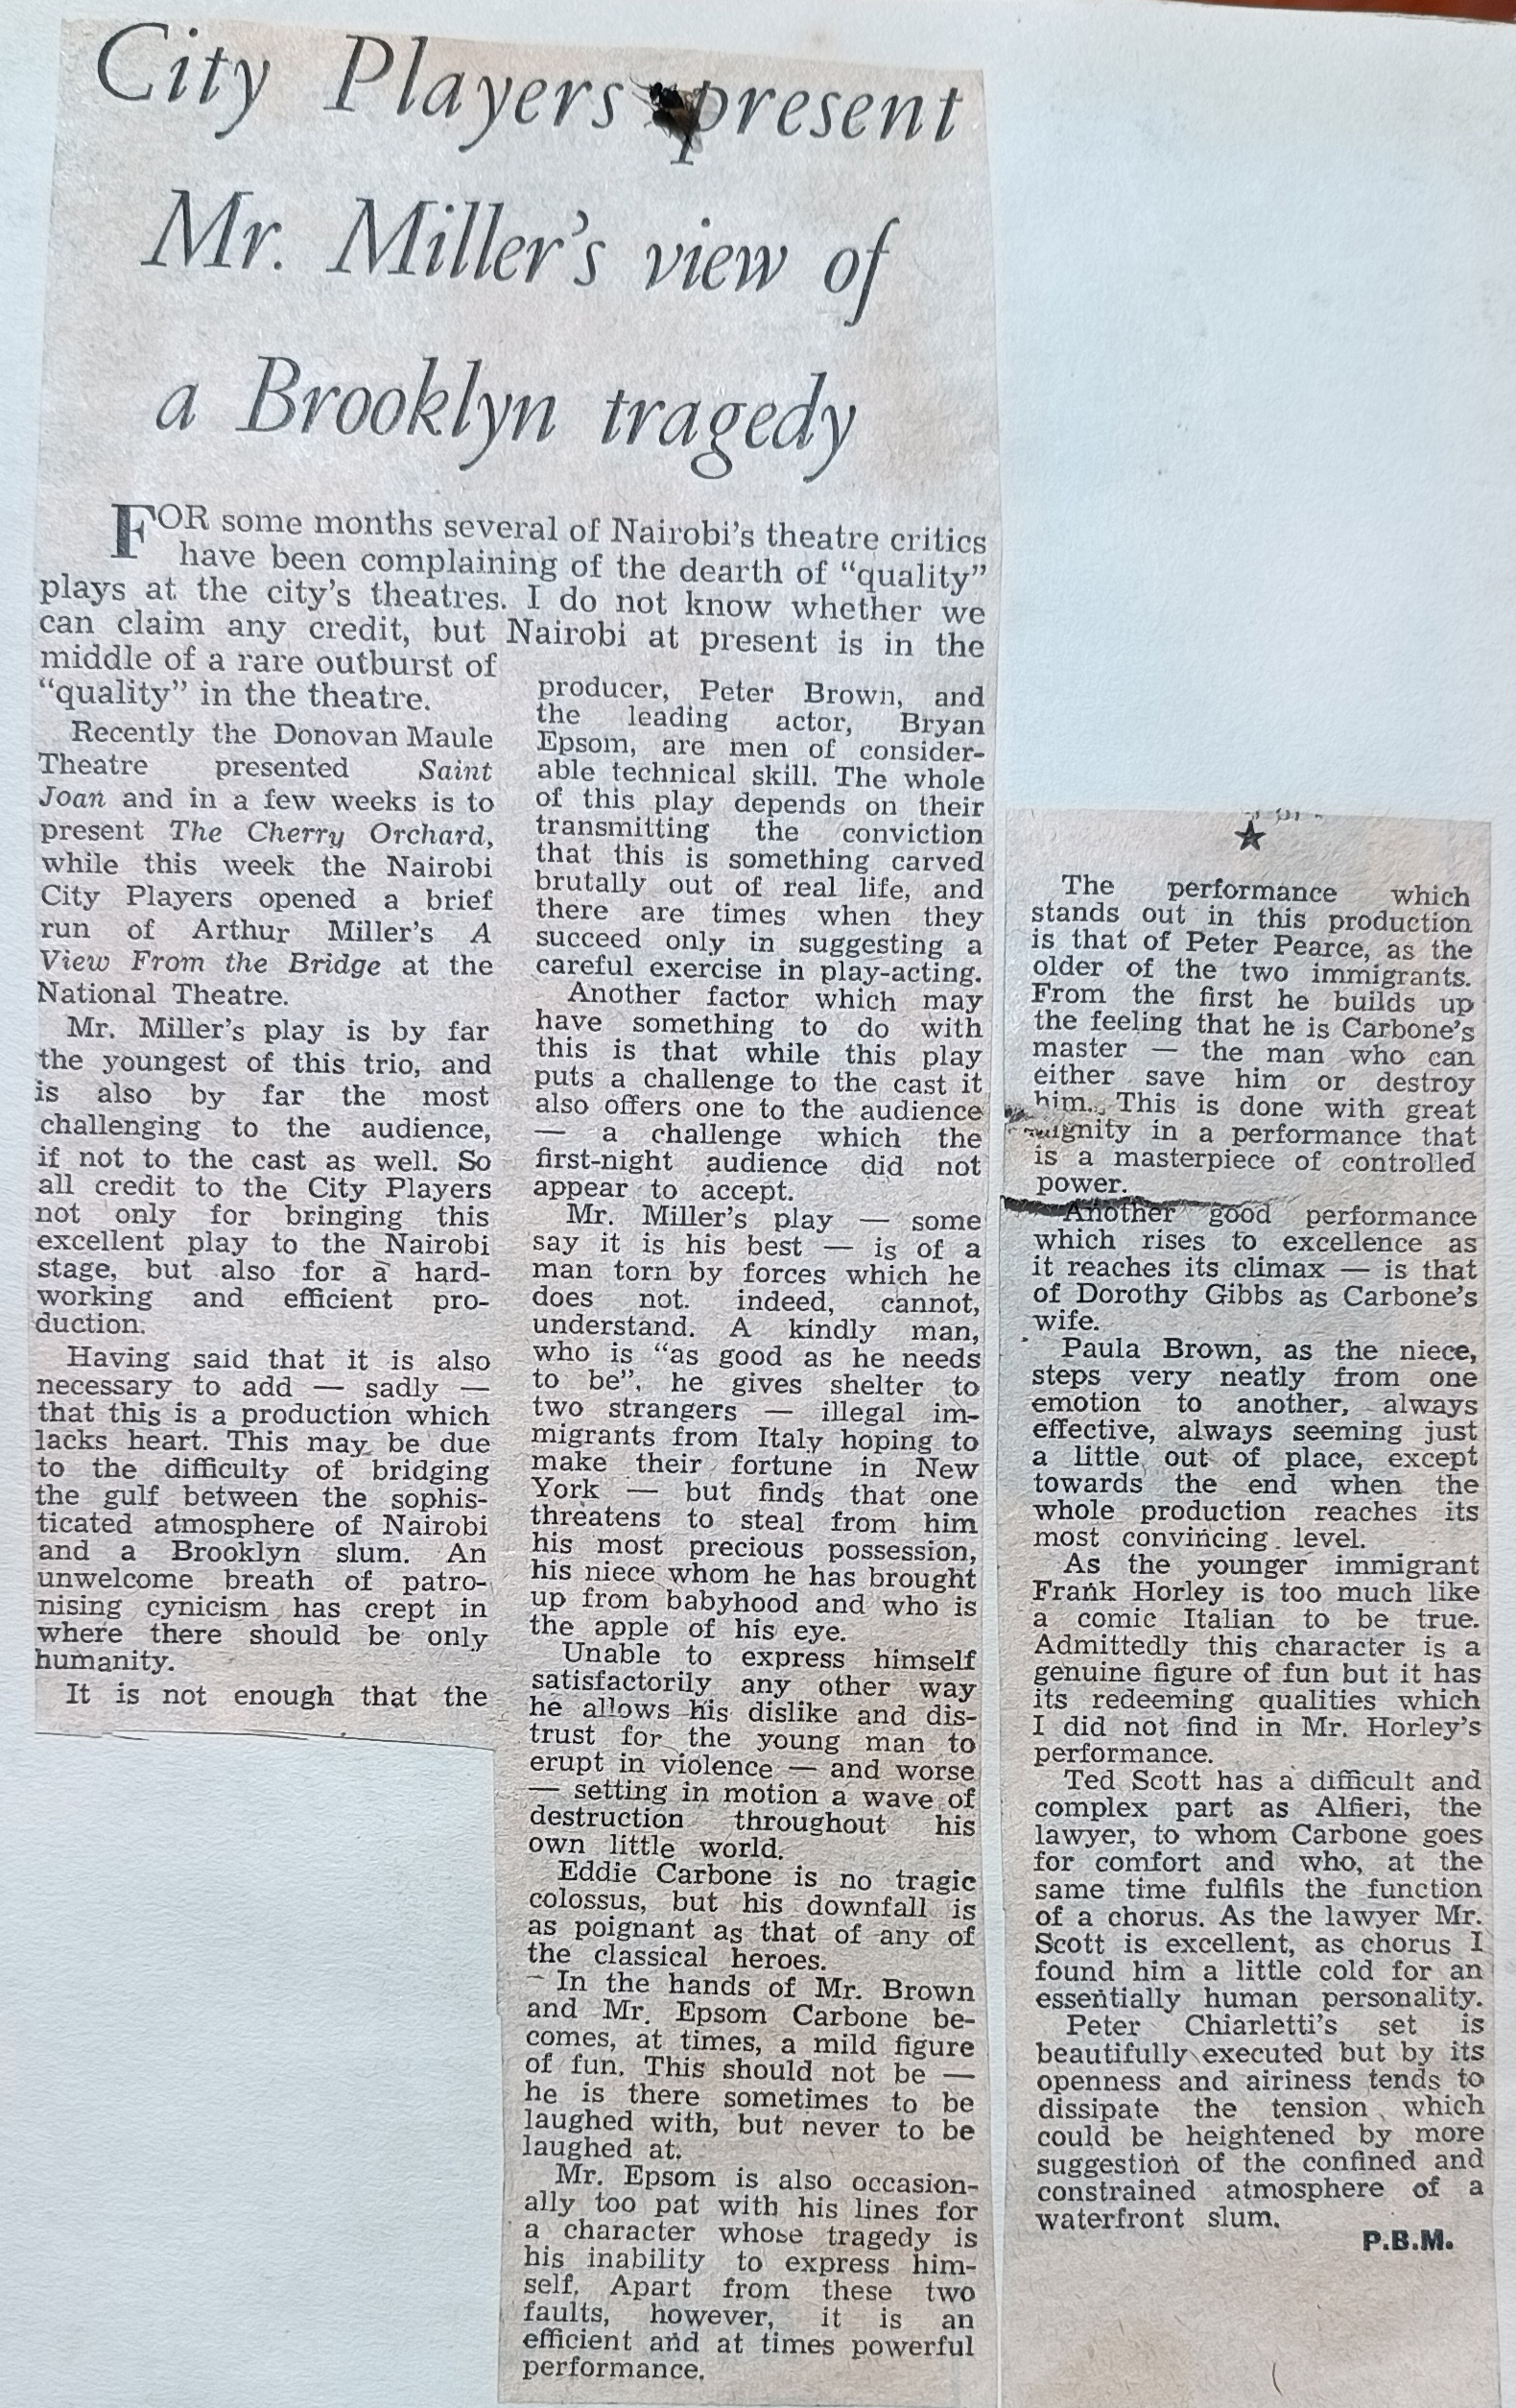 City Players present
Mr. Miller's view of
a Brooklyn tragedy
FOR some months several of Nairobi's theatre critics
have been complaining of the dearth of "quality"
plays at the city's theatres. I do not know whether we
can claim any credit, but Nairobi at present is in the
middle of a rare outburst of
"quality" in the theatre.
Recently the Donovan Maule
Theatre presented Saint
Joan and in a few weeks is to
present The Cherry Orchard,
while this week the Nairobi
City Players opened a brief
run of Arthur Miller's A
View From the Bridge at the
National Theatre.
Mr. Miller's play is by far
the youngest of this trio, and
is also by far the most
challenging to the audience,
if not to the cast as well. So
all credit to the City Players
not only for bringing this
excellent play to the Nairobi
stage, but also for a hard-
working and efficient pro-
duction.
Having said that it is also
necessary to add — sadly —
that this is a production which
lacks heart. This may be due
to the difficulty of bridging
the gulf between the sophis-
ticated atmosphere of Nairobi
and a Brooklyn slum. An
unwelcome breath of patro-
nising cynicism has crept in
where there should be only
humanity.
It is not enough that the
producer, Peter Brown, and
the leading actor, Bryan
Epsom, are men of consider-
able technical skill. The whole
of this play depends on their
transmitting the conviction
that this is something carved
brutally out of real life, and
there are times when they
succeed only in suggesting a
careful exercise in play-acting.
Another factor which may
have something to do with
this is that while this play
puts a challenge to the cast it
also offers one to the audience
— a challenge which the
first-night audience did not
appear to accept.
Mr. Miller's play — some
say it is his best — is of a
man torn by forces which he
does not. indeed, cannot,
understand. A kindly man,
who is "as good as he needs
to be", he gives shelter to
two strangers — illegal im-
migrants from Italy hoping to
make their fortune in New
York — but finds that one
threatens to steal from him
his most precious possession,
his niece whom he has brought
up from babyhood and who is
the apple of his eye.
Unable to express himself
satisfactorily any other way
he allows his dislike and dis-
trust for the young man to
erupt in violence — and worse
— setting in motion a wave of
destruction throughout his
own little world.
Eddie Carbone is no tragic
colossus, but his downfall is
as poignant as that of any of
the classical heroes.
In the hands of Mr. Brown
and Mr. Epsom Carbone be-
comes, at times, a mild figure
of fun. This should not be —
he is there sometimes to be
laughed with, but never to be
laughed at.
Mr. Epsom is also occasion-
ally too pat with his lines for
a character whose tragedy is
his inability to express him-
self. Apart from these two
faults, however, it is an
efficient and at times powerful
performance.
★
The performance which
stands out in this production
is that of Peter Pearce, as the
older of the two immigrants.
From the first he builds up
the feeling that he is Carbone's
master — the man who can
either save him or destroy
him. This is done with great
dignity in a performance that
is a masterpiece of controlled
power.
Another good performance
which rises to excellence as
it reaches its climax — is that
of Dorothy Gibbs as Carbone's
wife.
Paula Brown, as the niece,
steps very neatly from one
emotion to another, always
effective, always seeming just
a little out of place, except
towards the end when the
whole production reaches its
most convincing level.
As the younger immigrant
Frank Horley is too much like
a comic Italian to be true.
Admittedly this character is a
genuine figure of fun but it has
its redeeming qualities which
I did not find in Mr. Horley's
performance.
Ted Scott has a difficult and
complex part as Alfieri, the
lawyer, to whom Carbone goes
for comfort and who, at the
same time fulfils the function
of a chorus. As the lawyer Mr.
Scott is excellent, as chorus I
found him a little cold for an
essentially human personality.
Peter Chiarletti's set is
beautifully executed but by its
openness and airiness tends to
dissipate the tension which
could be heightened by more
suggestion of the confined and
constrained atmosphere of a
waterfront slum.
P.B.M.